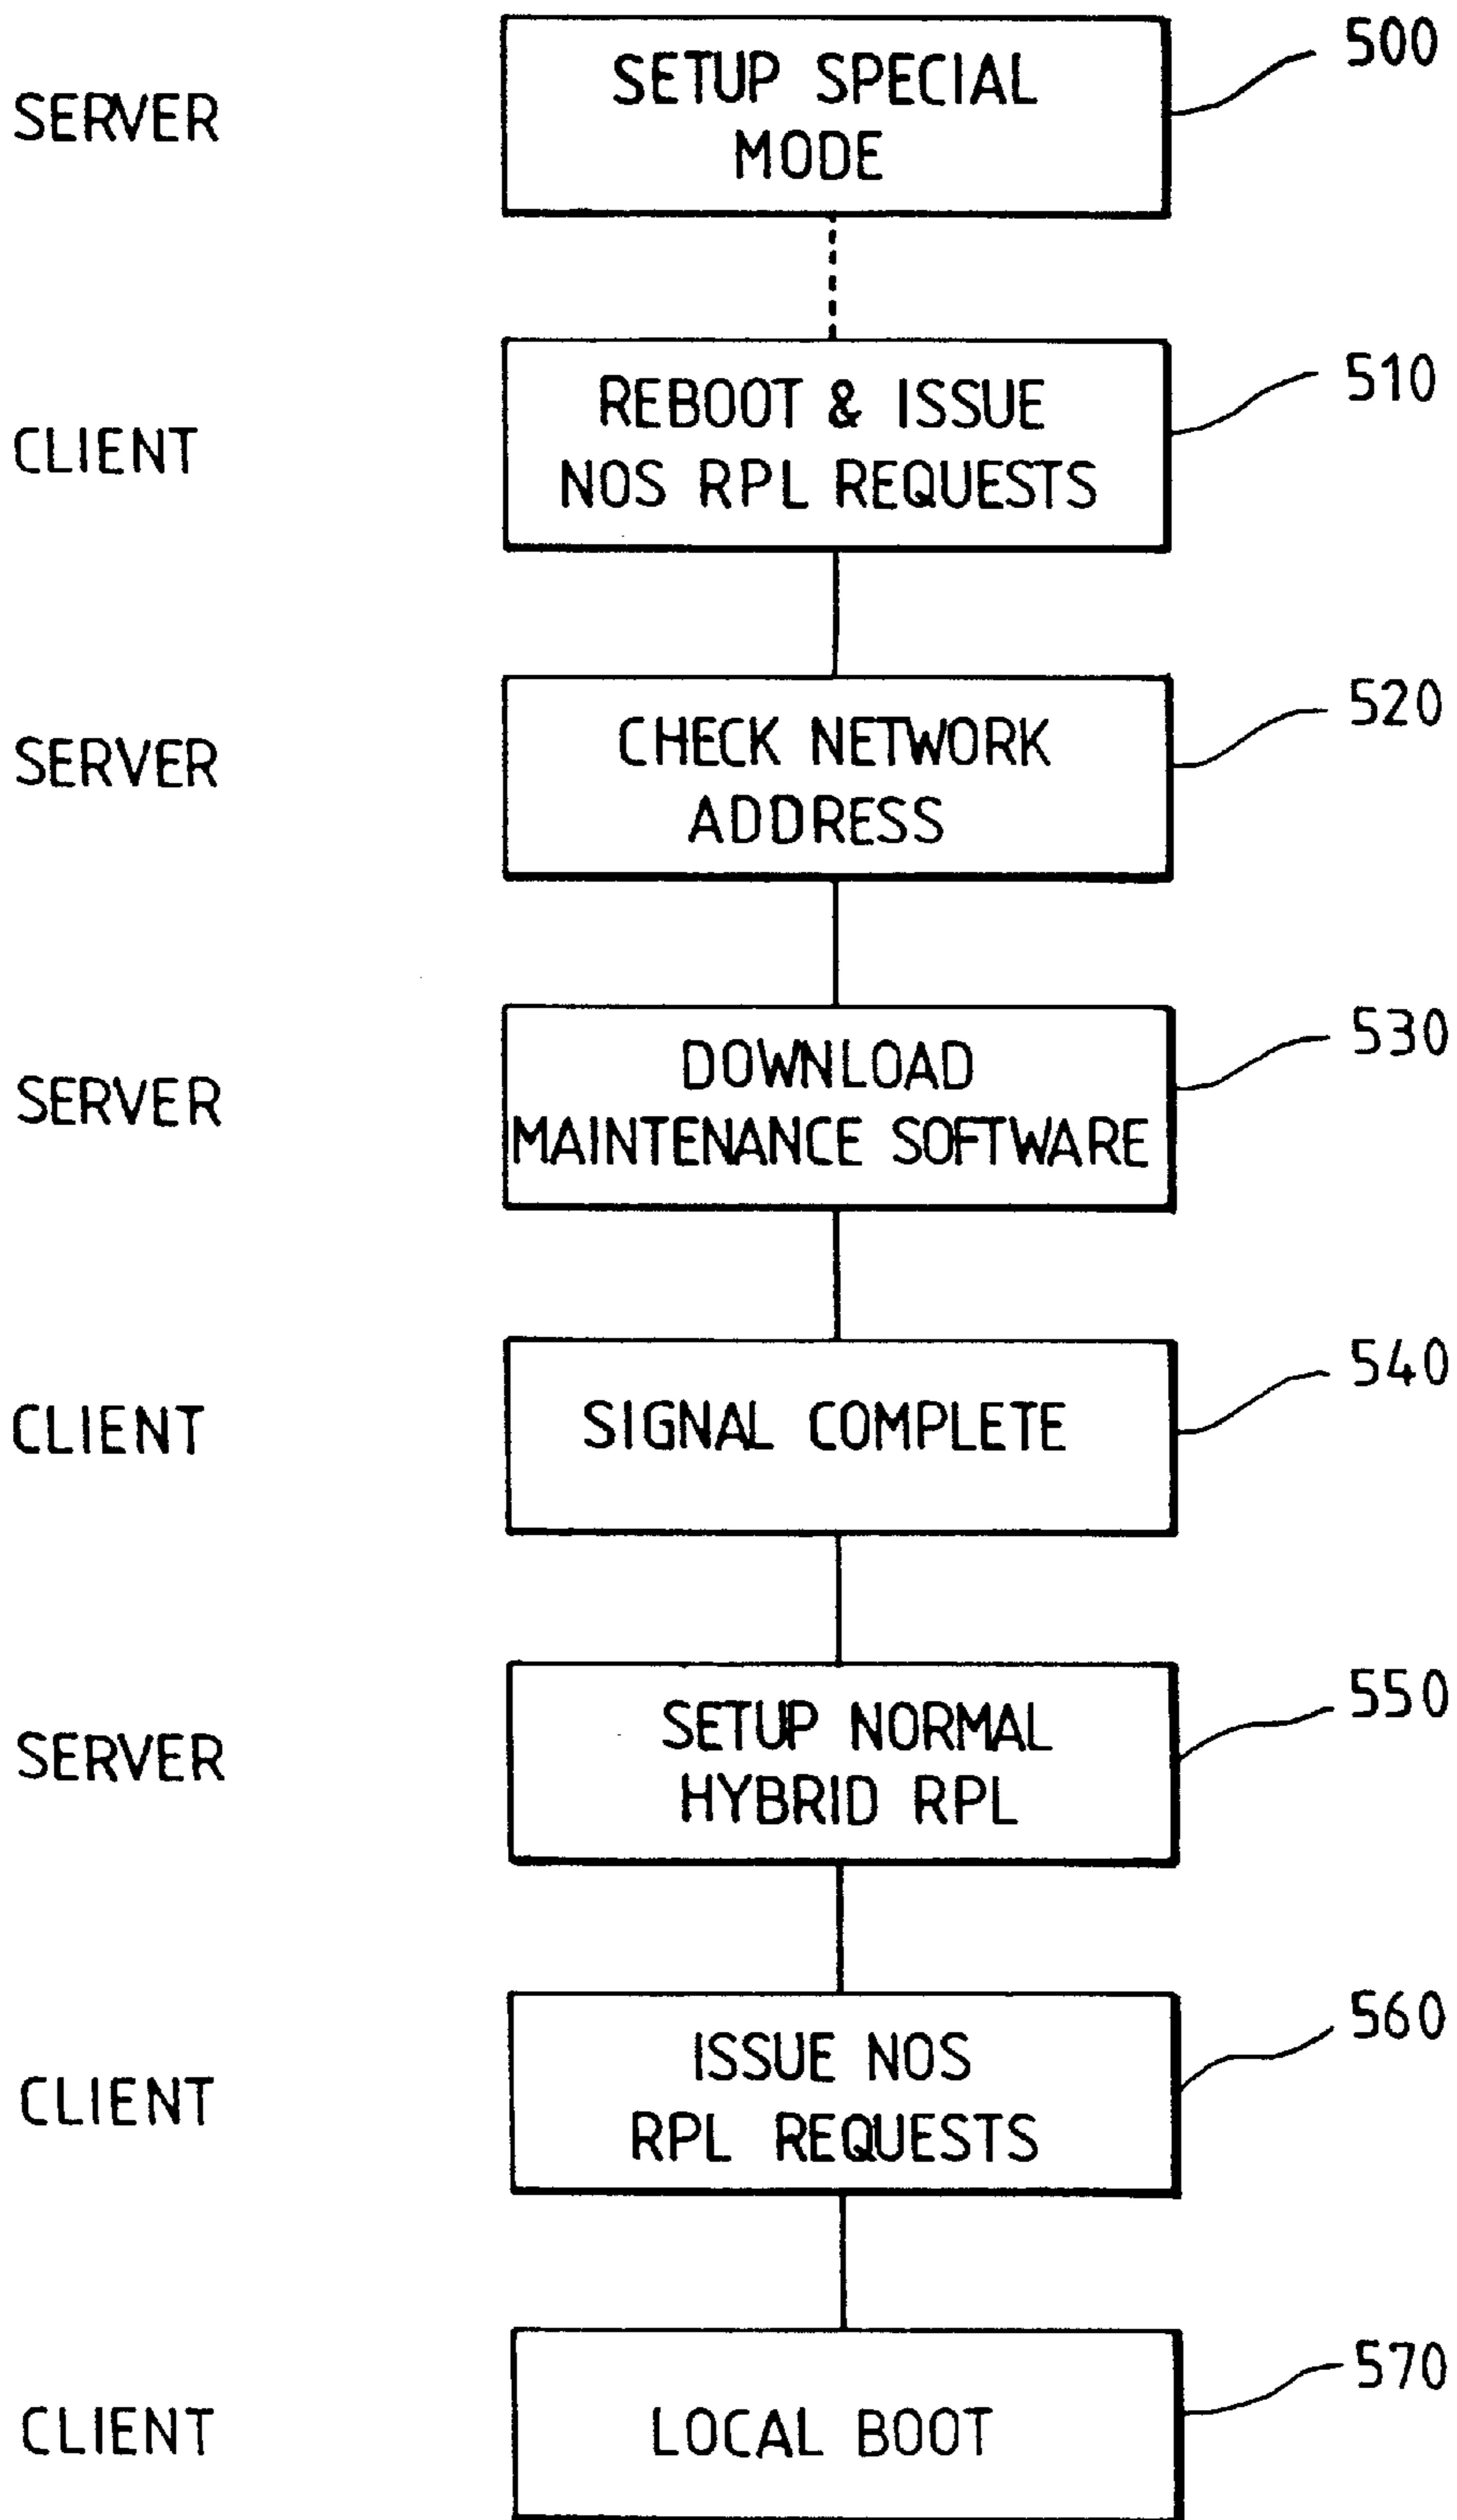 SERVER
SETUP SPECIAL
MODE
500
CLIENT
REBOOT & ISSUE
NOS RPL REQUESTS
510
SERVER
CHECK NETWORK
ADDRESS
520
SERVER
DOWNLOAD
MAINTENANCE SOFTWARE
530
CLIENT
SIGNAL COMPLETE
540
SERVER
SETUP NORMAL
HYBRID RPL
550
CLIENT
ISSUE NOS
RPL REQUESTS
560
CLIENT
LOCAL BOOT
570